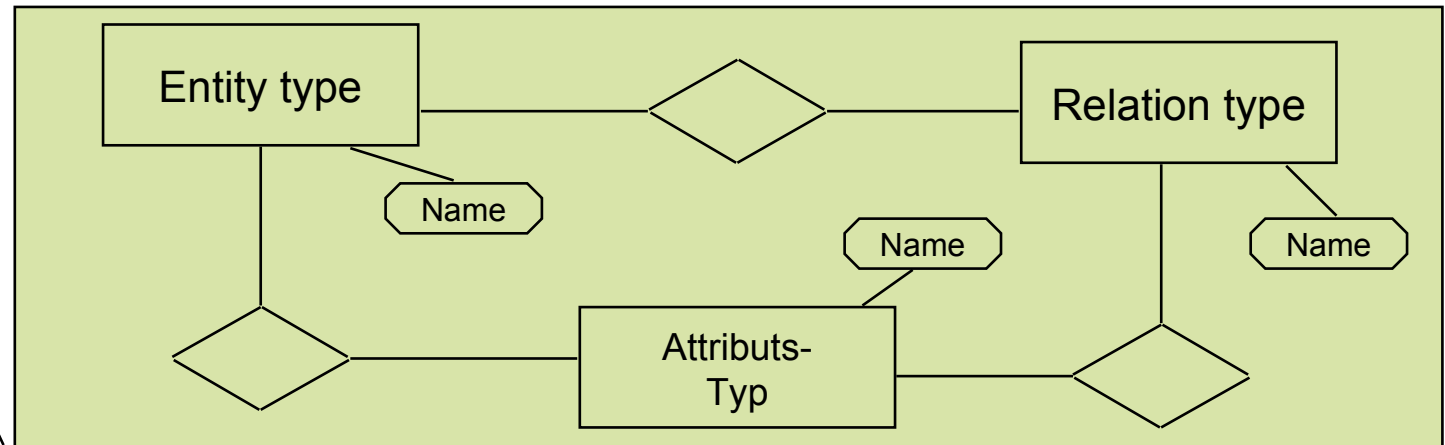 Entity type
Relation type
Name
Name
Name
Attributs-
Typ